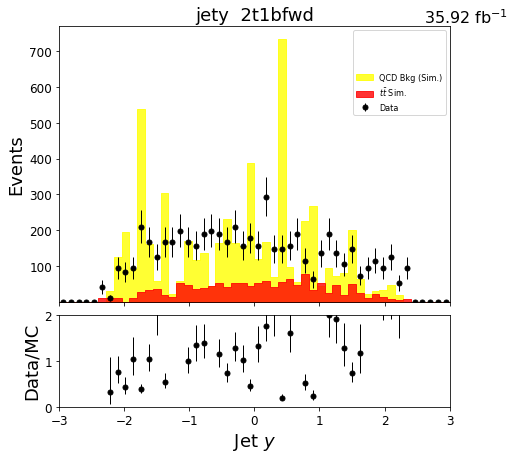 jety 2t1bfwd
35.92 fb⁻¹
QCD Bkg (Sim.)
tt̄ Sim.
Data
Events
700
600
500
400
300
200
100
Data/MC
2
1
0
−3 −2 −1 0 1 2 3
Jet y